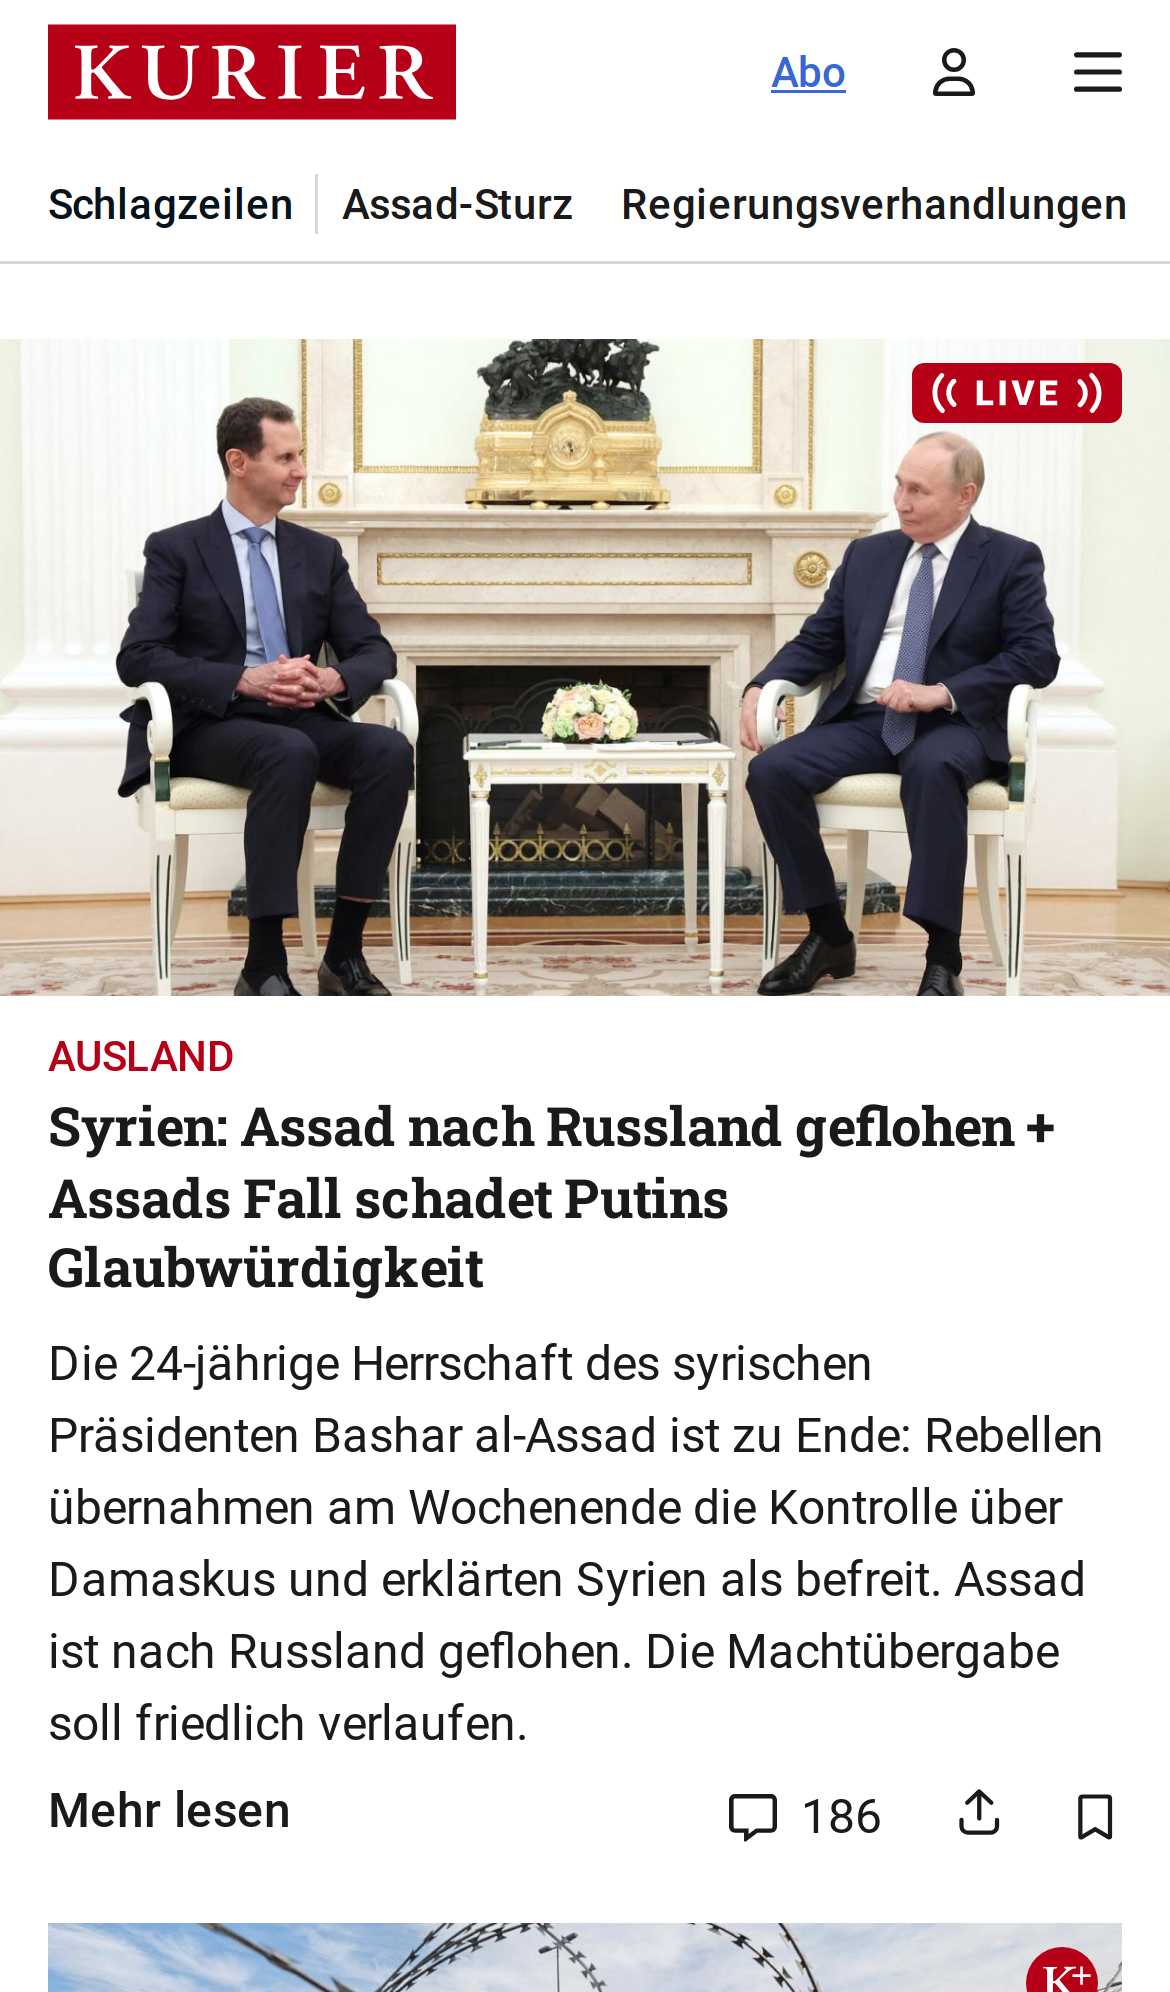 KURIER
Abo
Schlagzeilen
Assad-Sturz
Regierungsverhandlungen
LIVE
AUSLAND
Syrien: Assad nach Russland geflohen +
Assads Fall schadet Putins
Glaubwürdigkeit
Die 24-jährige Herrschaft des syrischen
Präsidenten Bashar al-Assad ist zu Ende: Rebellen
übernahmen am Wochenende die Kontrolle über
Damaskus und erklärten Syrien als befreit. Assad
ist nach Russland geflohen. Die Machtübergabe
soll friedlich verlaufen.
Mehr lesen
186
K+